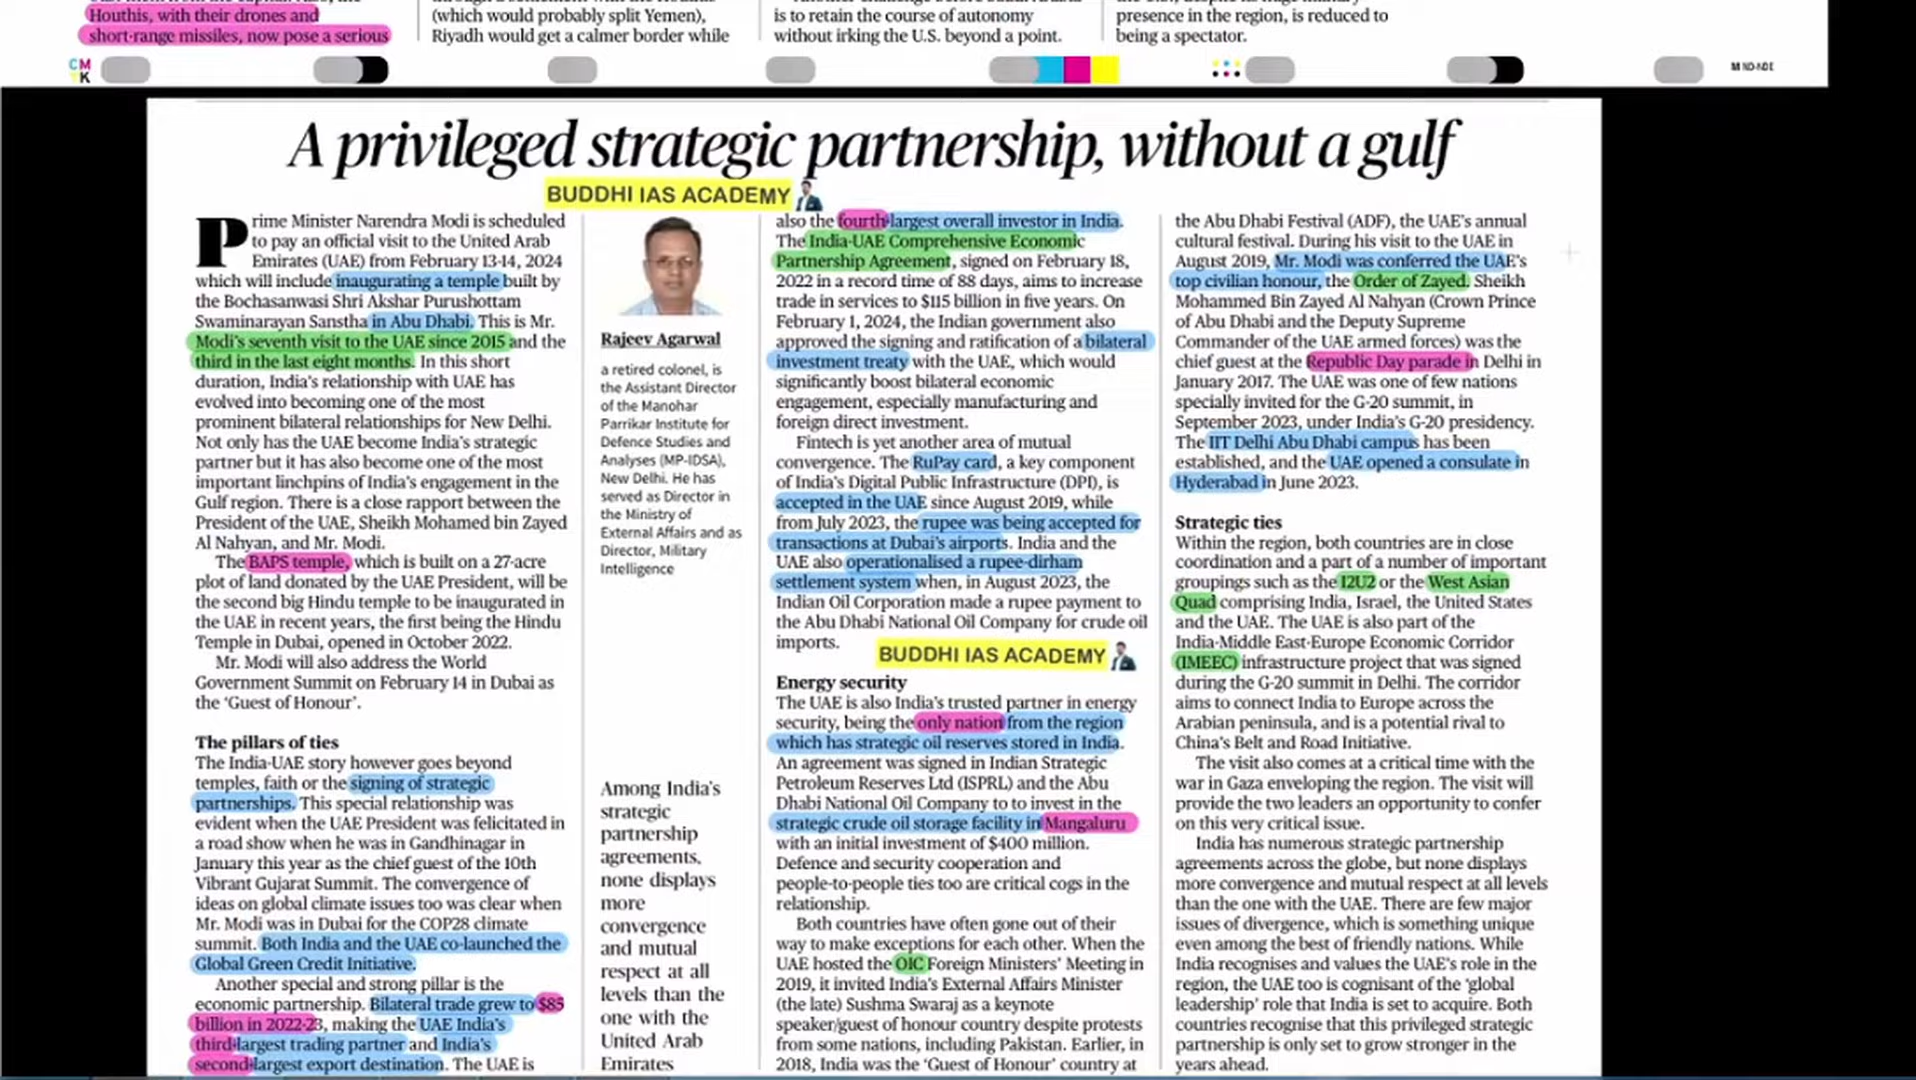 Houthis, with their drones and
short-range missiles, now pose a serious
(which would probably split Yemen),
Riyadh would get a calmer border while
is to retain the course of autonomy
without irking the U.S. beyond a point.
presence in the region, is reduced to
being a spectator.
CM
YK
A privileged strategic partnership, without a gulf
BUDDHI IAS ACADEMY
Prime Minister Narendra Modi is scheduled
to pay an official visit to the United Arab
Emirates (UAE) from February 13-14, 2024
which will include inaugurating a temple built by
the Bochasanwasi Shri Akshar Purushottam
Swaminarayan Sanstha in Abu Dhabi. This is Mr.
Modi's seventh visit to the UAE since 2015 and the
third in the last eight months. In this short
duration, India's relationship with UAE has
evolved into becoming one of the most
prominent bilateral relationships for New Delhi.
Not only has the UAE become India's strategic
partner but it has also become one of the most
important linchpins of India's engagement in the
Gulf region. There is a close rapport between the
President of the UAE, Sheikh Mohamed bin Zayed
Al Nahyan, and Mr. Modi.
The BAPS temple, which is built on a 27-acre
plot of land donated by the UAE President, will be
the second big Hindu temple to be inaugurated in
the UAE in recent years, the first being the Hindu
Temple in Dubai, opened in October 2022.
Mr. Modi will also address the World
Government Summit on February 14 in Dubai as
the 'Guest of Honour'.
The pillars of ties
The India-UAE story however goes beyond
temples, faith or the signing of strategic
partnerships. This special relationship was
evident when the UAE President was felicitated in
a road show when he was in Gandhinagar in
January this year as the chief guest of the 10th
Vibrant Gujarat Summit. The convergence of
ideas on global climate issues too was clear when
Mr. Modi was in Dubai for the COP28 climate
summit. Both India and the UAE co-launched the
Global Green Credit Initiative.
Another special and strong pillar is the
economic partnership. Bilateral trade grew to $85
billion in 2022-23, making the UAE India's
third-largest trading partner and India's
second-largest export destination. The UAE is
Rajeev Agarwal
a retired colonel, is
the Assistant Director
of the Manohar
Parrikar Institute for
Defence Studies and
Analyses (MP-IDSA),
New Delhi. He has
served as Director in
the Ministry of
External Affairs and as
Director, Military
Intelligence
Among India's
strategic
partnership
agreements,
none displays
more
convergence
and mutual
respect at all
levels than the
one with the
United Arab
Emirates
also the fourth-largest overall investor in India.
The India-UAE Comprehensive Economic
Partnership Agreement, signed on February 18,
2022 in a record time of 88 days, aims to increase
trade in services to $115 billion in five years. On
February 1, 2024, the Indian government also
approved the signing and ratification of a bilateral
investment treaty with the UAE, which would
significantly boost bilateral economic
engagement, especially manufacturing and
foreign direct investment.
Fintech is yet another area of mutual
convergence. The RuPay card, a key component
of India's Digital Public Infrastructure (DPI), is
accepted in the UAE since August 2019, while
from July 2023, the rupee was being accepted for
transactions at Dubai's airports. India and the
UAE also operationalised a rupee-dirham
settlement system when, in August 2023, the
Indian Oil Corporation made a rupee payment to
the Abu Dhabi National Oil Company for crude oil
imports.
BUDDHI IAS ACADEMY
Energy security
The UAE is also India's trusted partner in energy
security, being the only nation from the region
which has strategic oil reserves stored in India.
An agreement was signed in Indian Strategic
Petroleum Reserves Ltd (ISPRL) and the Abu
Dhabi National Oil Company to to invest in the
strategic crude oil storage facility in Mangaluru
with an initial investment of $400 million.
Defence and security cooperation and
people-to-people ties too are critical cogs in the
relationship.
Both countries have often gone out of their
way to make exceptions for each other. When the
UAE hosted the OIC Foreign Ministers' Meeting in
2019, it invited India's External Affairs Minister
(the late) Sushma Swaraj as a keynote
speaker/guest of honour country despite protests
from some nations, including Pakistan. Earlier, in
2018, India was the 'Guest of Honour' country at
the Abu Dhabi Festival (ADF), the UAE's annual
cultural festival. During his visit to the UAE in
August 2019, Mr. Modi was conferred the UAE's
top civilian honour, the Order of Zayed. Sheikh
Mohammed Bin Zayed Al Nahyan (Crown Prince
of Abu Dhabi and the Deputy Supreme
Commander of the UAE armed forces) was the
chief guest at the Republic Day parade in Delhi in
January 2017. The UAE was one of few nations
specially invited for the G-20 summit, in
September 2023, under India's G-20 presidency.
The IIT Delhi Abu Dhabi campus has been
established, and the UAE opened a consulate in
Hyderabad in June 2023.
Strategic ties
Within the region, both countries are in close
coordination and a part of a number of important
groupings such as the I2U2 or the West Asian
Quad comprising India, Israel, the United States
and the UAE. The UAE is also part of the
India-Middle East-Europe Economic Corridor
(IMEEC) infrastructure project that was signed
during the G-20 summit in Delhi. The corridor
aims to connect India to Europe across the
Arabian peninsula, and is a potential rival to
China's Belt and Road Initiative.
The visit also comes at a critical time with the
war in Gaza enveloping the region. The visit will
provide the two leaders an opportunity to confer
on this very critical issue.
India has numerous strategic partnership
agreements across the globe, but none displays
more convergence and mutual respect at all levels
than the one with the UAE. There are few major
issues of divergence, which is something unique
even among the best of friendly nations. While
India recognises and values the UAE's role in the
region, the UAE too is cognisant of the 'global
leadership' role that India is set to acquire. Both
countries recognise that this privileged strategic
partnership is only set to grow stronger in the
years ahead.